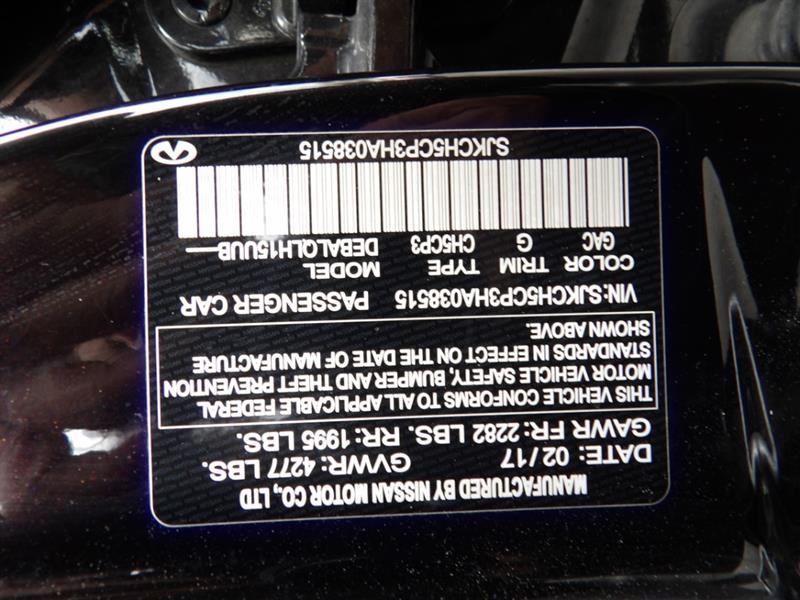 MANUFACTURED BY NISSAN MOTOR CO., LTD
DATE: 02/17 GVWR: 4277 LBS.
GAWR FR: 2282 LBS. RR: 1995 LBS.
THIS VEHICLE CONFORMS TO ALL APPLICABLE FEDERAL
MOTOR VEHICLE SAFETY, BUMPER AND THEFT PREVENTION
STANDARDS IN EFFECT ON THE DATE OF MANUFACTURE
SHOWN ABOVE.
VIN:SJKCH5CP3HA038515 PASSENGER CAR
COLOR TRIM TYPE MODEL
GAC G CH5CP3 DEBALQLH15UUB--
SJKCH5CP3HA038515